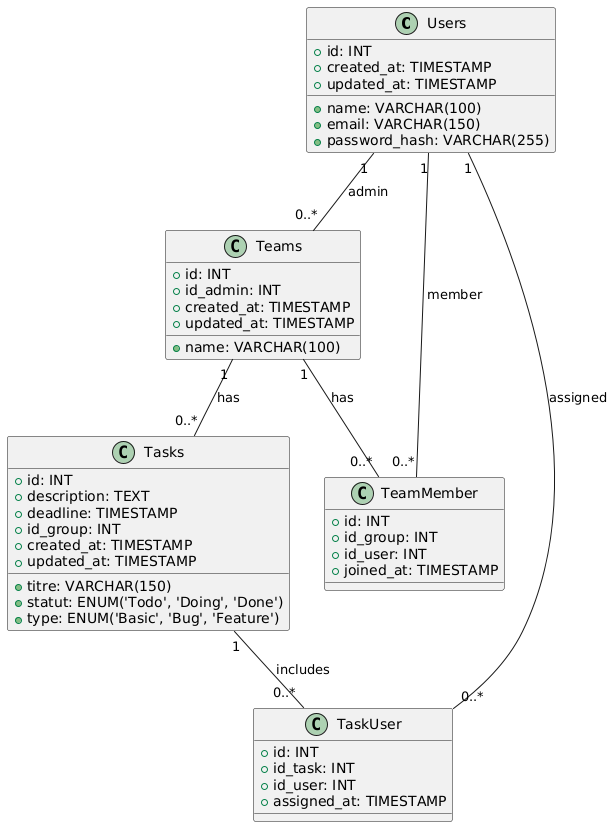 C Users
id: INT
created_at: TIMESTAMP
updated_at: TIMESTAMP
name: VARCHAR(100)
email: VARCHAR(150)
password_hash: VARCHAR(255)
1
1
1
admin
0..*
C Teams
id: INT
id_admin: INT
created_at: TIMESTAMP
updated_at: TIMESTAMP
name: VARCHAR(100)
member
1
1
has
has
assigned
0..*
0..*
0..*
C Tasks
id: INT
description: TEXT
deadline: TIMESTAMP
id_group: INT
created_at: TIMESTAMP
updated_at: TIMESTAMP
titre: VARCHAR(150)
statut: ENUM('Todo', 'Doing', 'Done')
type: ENUM('Basic', 'Bug', 'Feature')
C TeamMember
id: INT
id_group: INT
id_user: INT
joined_at: TIMESTAMP
1
includes
0..*
0..*
C TaskUser
id: INT
id_task: INT
id_user: INT
assigned_at: TIMESTAMP